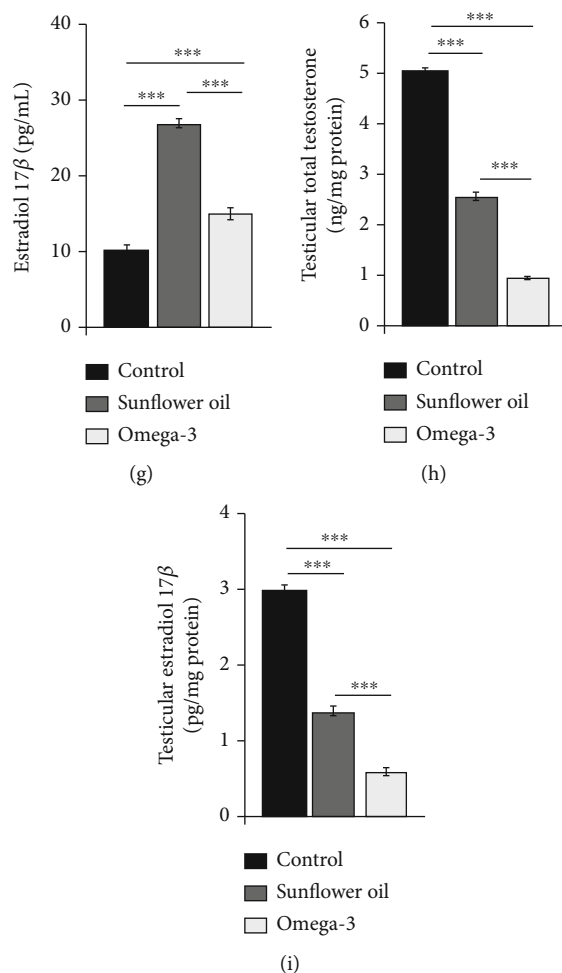 Estradiol 17β (pg/mL)
40
30
20
10
0
***
***
***
Control
Sunflower oil
Omega-3
(g)
Testicular total testosterone
(ng/mg protein)
6
5
4
3
2
1
0
***
***
***
Control
Sunflower oil
Omega-3
(h)
Testicular estradiol 17β
(pg/mg protein)
4
3
2
1
0
***
***
***
Control
Sunflower oil
Omega-3
(i)